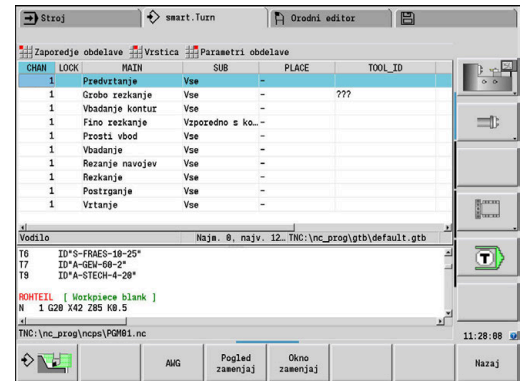 Stroj smart.Turn Orodni editor
Zaporedje obdelave Vrstica Parametri obdelave
CHAN LOCK MAIN SUB PLACE TOOL_ID
1 Predvrtanje Vse -
1 Grobo rezkanje Vse - ???
1 Vbadanje kontur Vse -
1 Fino rezkanje Vzporedno s ko… -
1 Prosti vbod Vse -
1 Vbadanje Vse -
1 Rezanje navojev Vse -
1 Rezkanje Vse -
1 Postrganje Vse -
1 Vrtanje Vse -
Vodilo Najm. 0, najv. 12… TNC:\nc_prog\gtb\default.gtb
T6 ID"S-FRAES-10-25"
T7 ID"A-GEW-60-2"
T9 ID"A-STECH-4-20"
ROHTEIL [ Workpiece blank ]
N 1 G20 X42 Z85 K0.5
TNC:\nc_prog\ncps\PGM01.nc
T
11:28:08
AWG Pogled zamenjaj Okno zamenjaj Nazaj